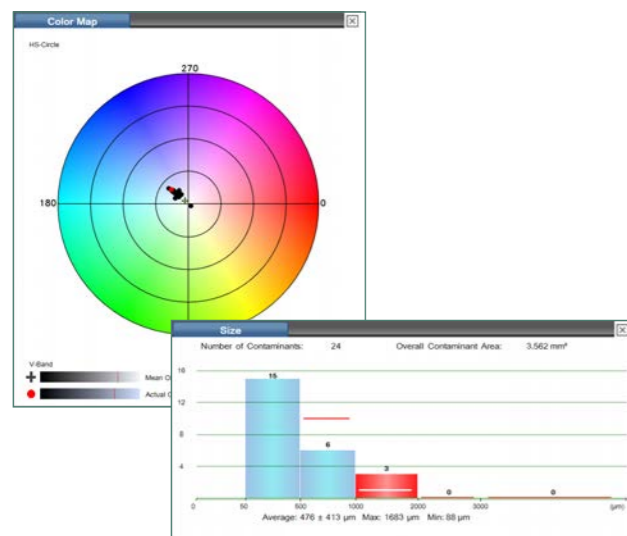 Color Map
HS-Circle
270
180
0
V-Band
Mean O
Actual C
Size
Number of Contaminants: 24 Overall Contaminant Area: 3.562 mm²
16
15
12
8
6
4
3
0 0
0 50 500 1000 2000 3000 (µm)
Average: 476 ± 413 µm Max: 1683 µm Min: 88 µm